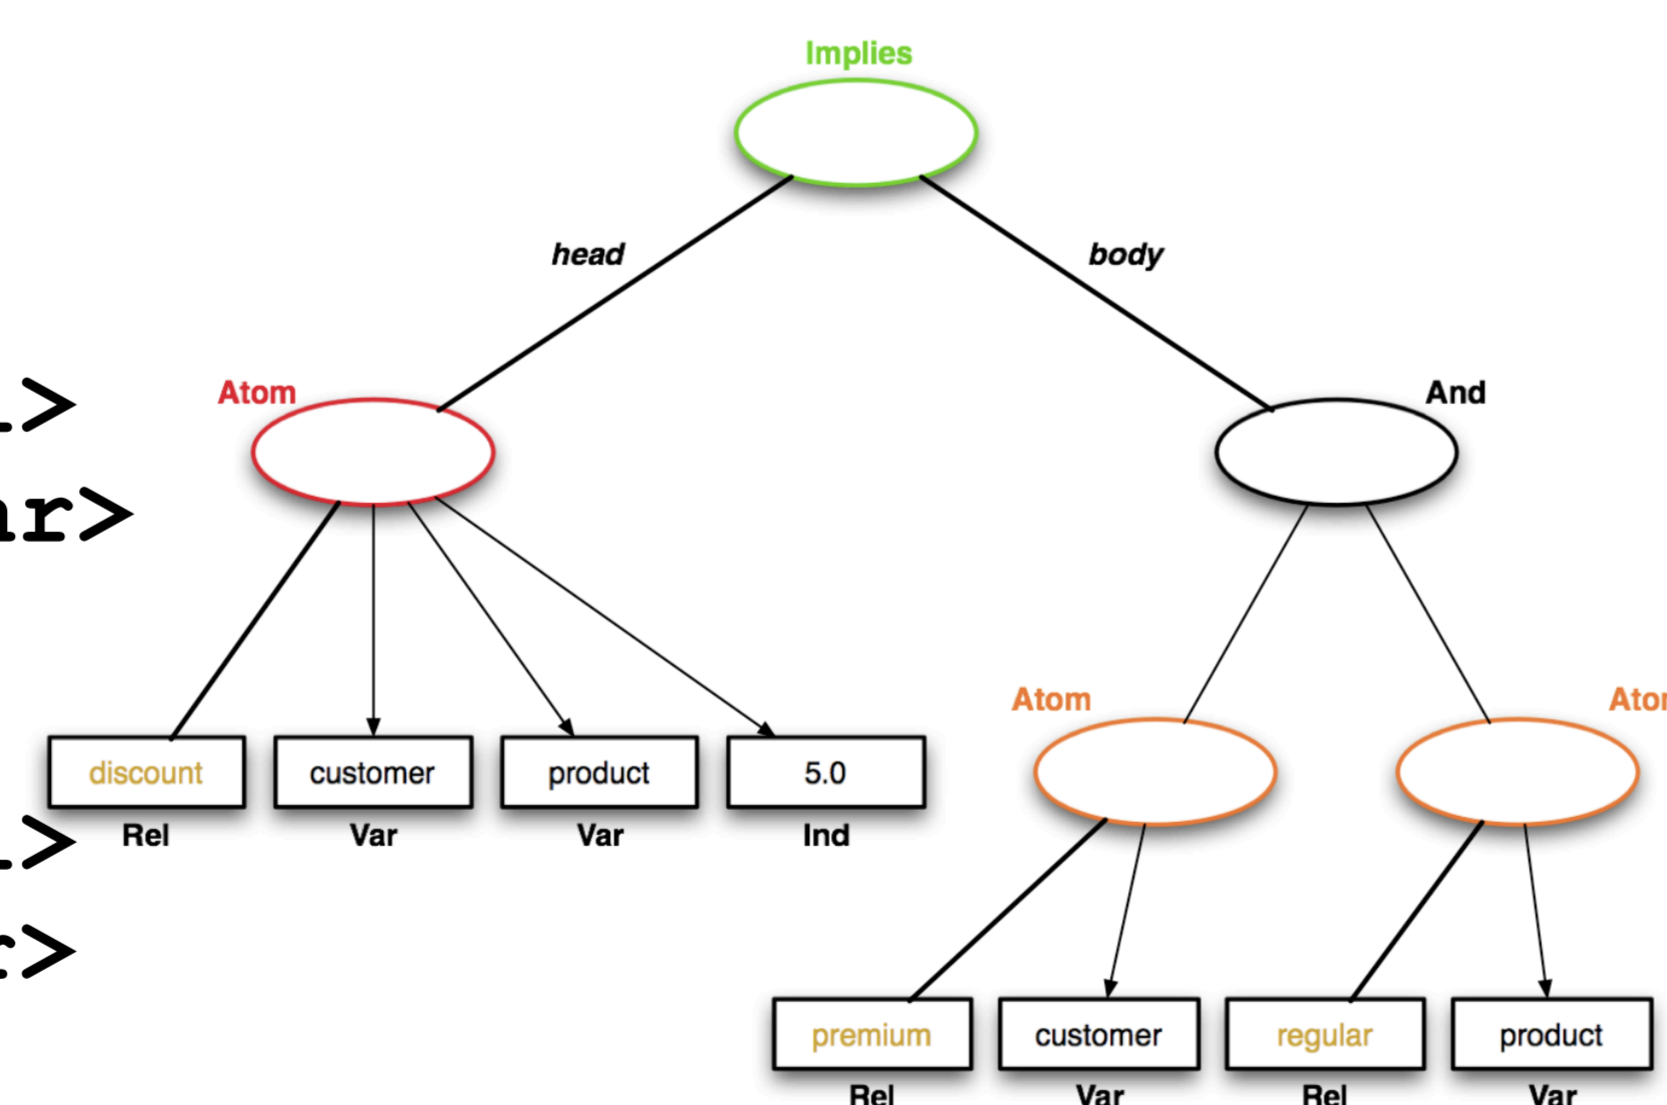 Implies
head
body
Atom
And
>
ar>
Atom
discount
customer
product
5.0
Rel
Var
Var
Ind
>
>
premium
customer
regular
product
Rel
Var
Rel
Var